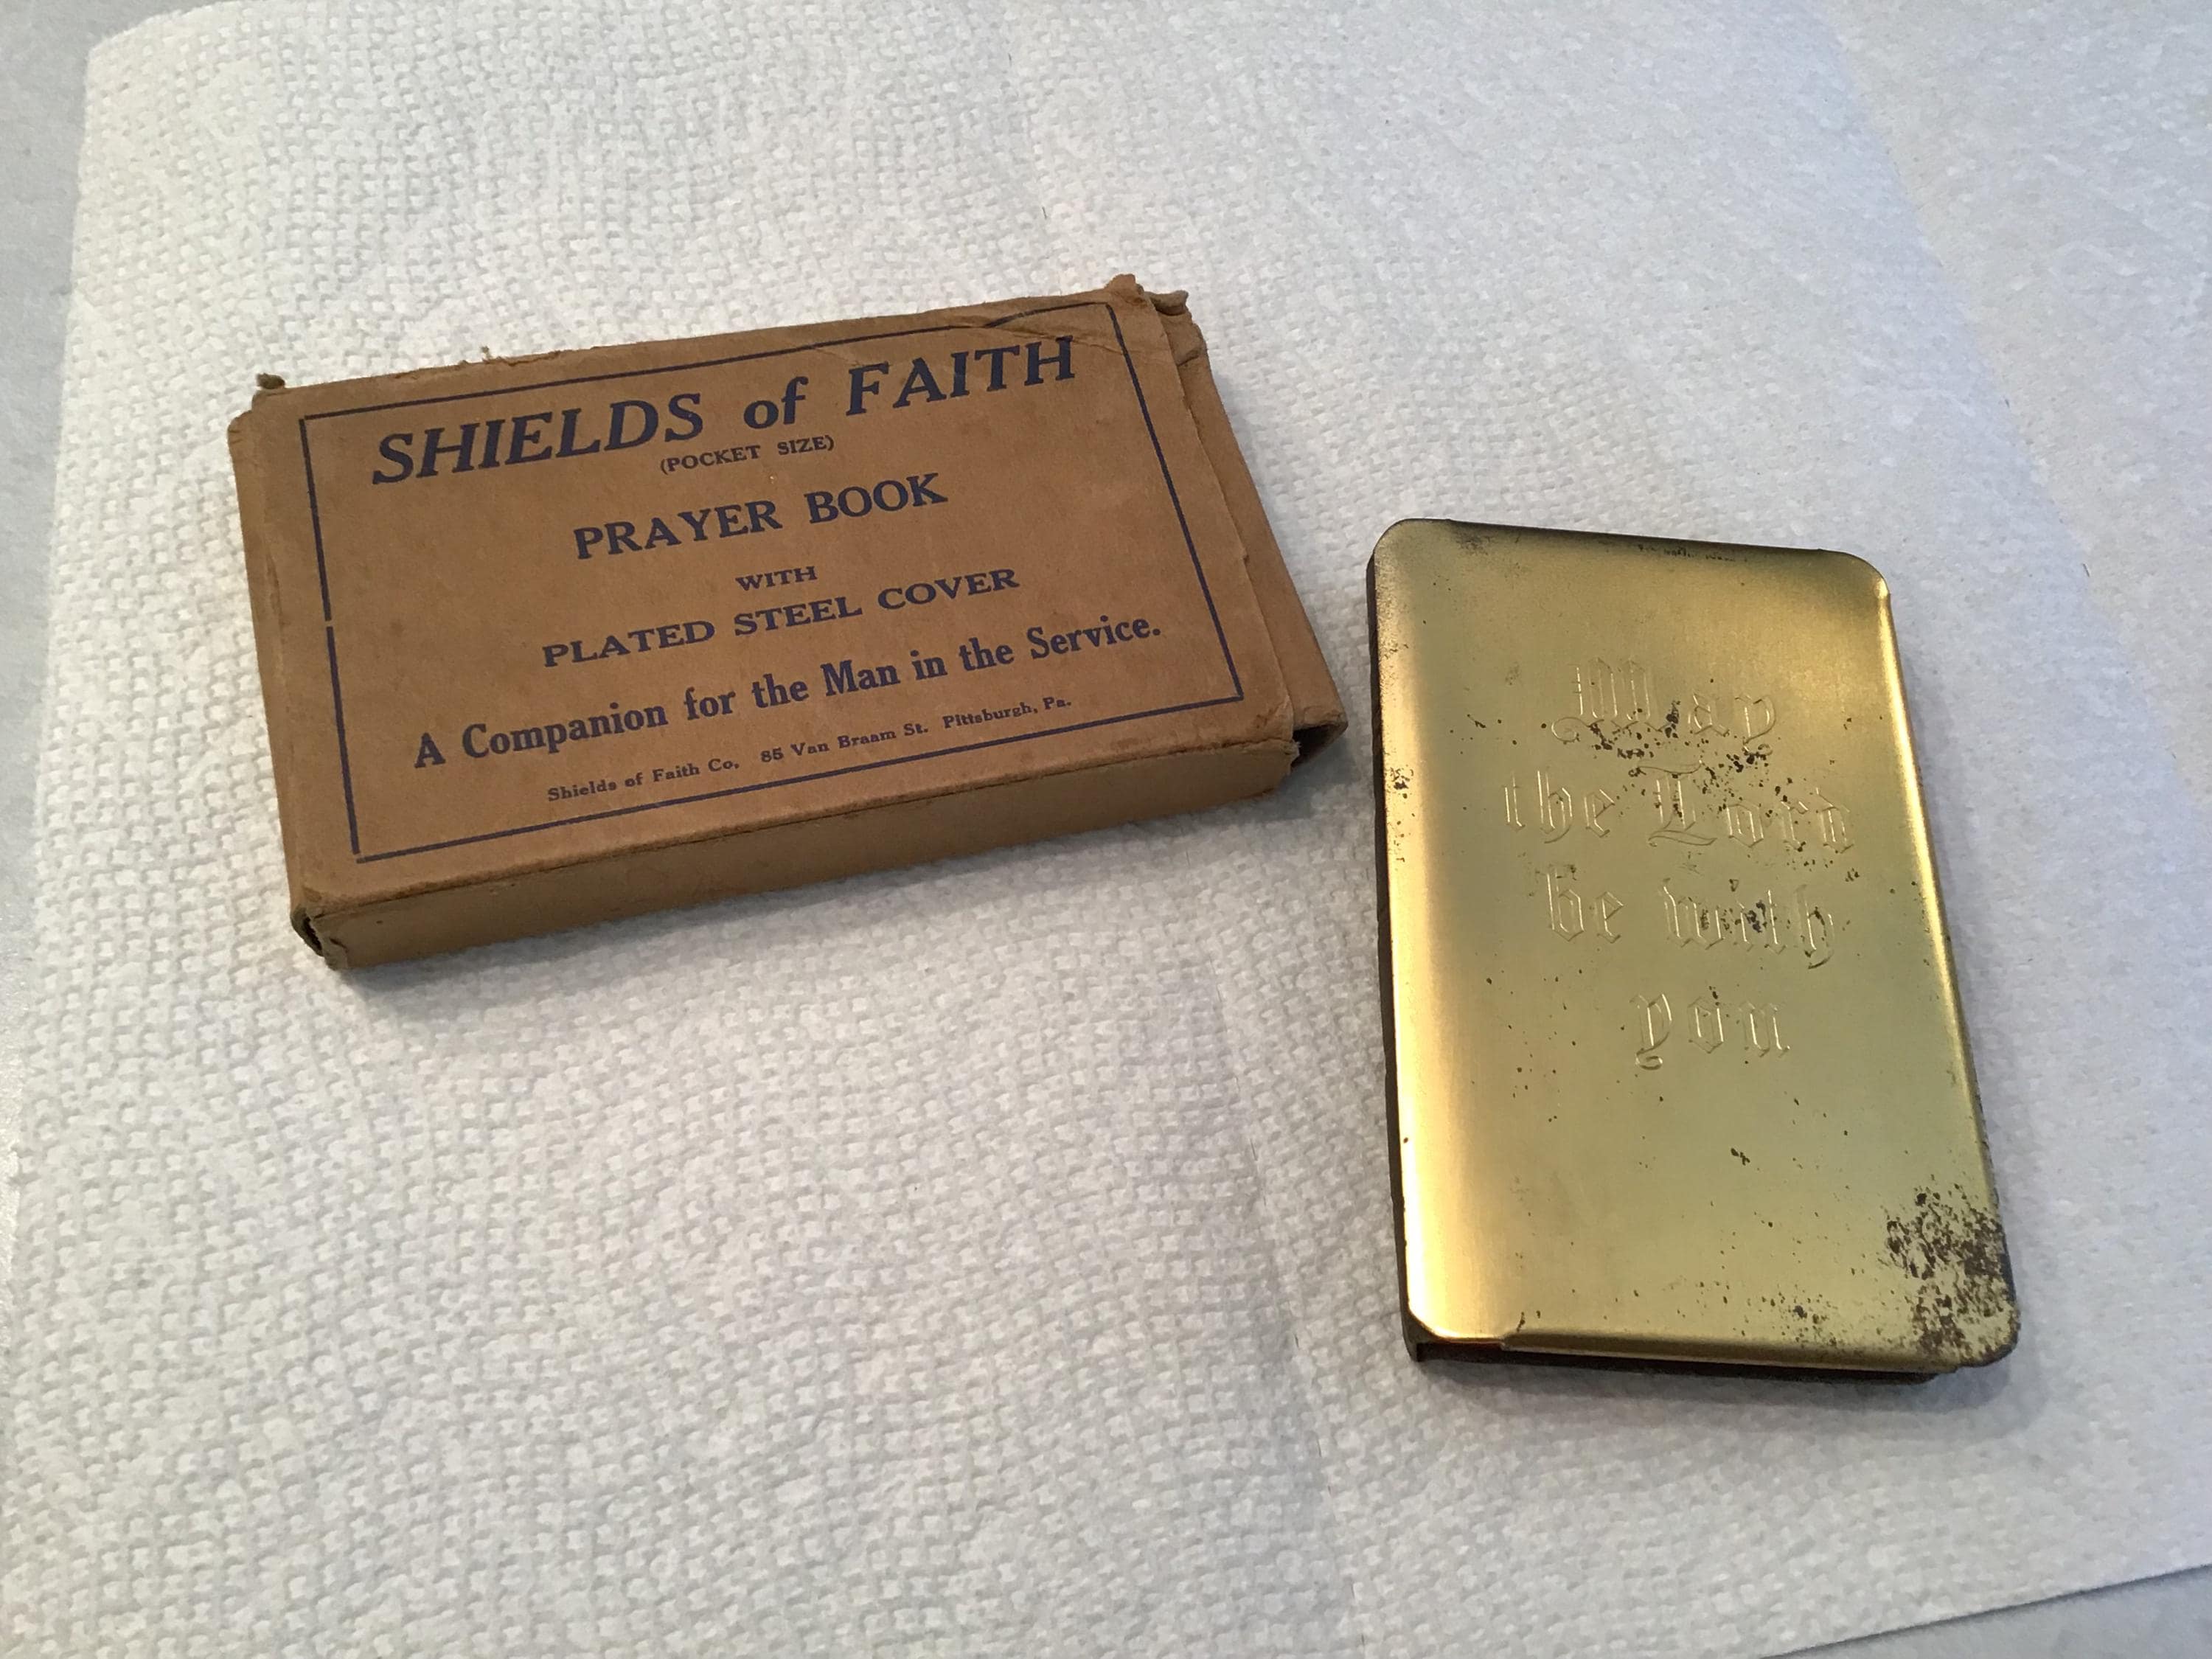 SHIELDS of FAITH
(POCKET SIZE)
PRAYER BOOK
WITH
PLATED STEEL COVER
A Companion for the Man in the Service.
Shields of Faith Co. 85 Van Braam St. Pittsburgh, Pa.
May
the Lord
be with
you